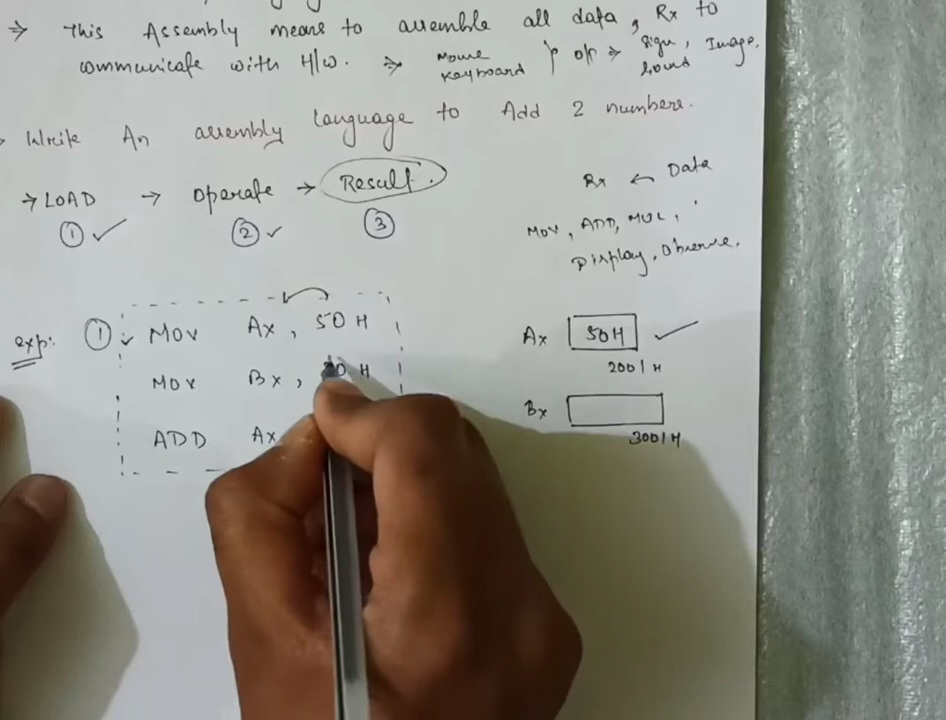 ⇒ This Assembly means to assemble all data, Rx to
communicate with H/W. ⇒ Mouse Keyboard } op ⇒ Sign, Sound Image.
Write An assembly language to Add 2 numbers.
→ LOAD → Operate → Result.
① ✓ ② ✓ ③
Rx ← Data
MOV, ADD, MUL,
Display, Observe.
exp: ① ✓ MOV Ax, 50 H
MOV Bx, H
ADD Ax
Ax 50H ✓
2001 H
Bx
3001 H